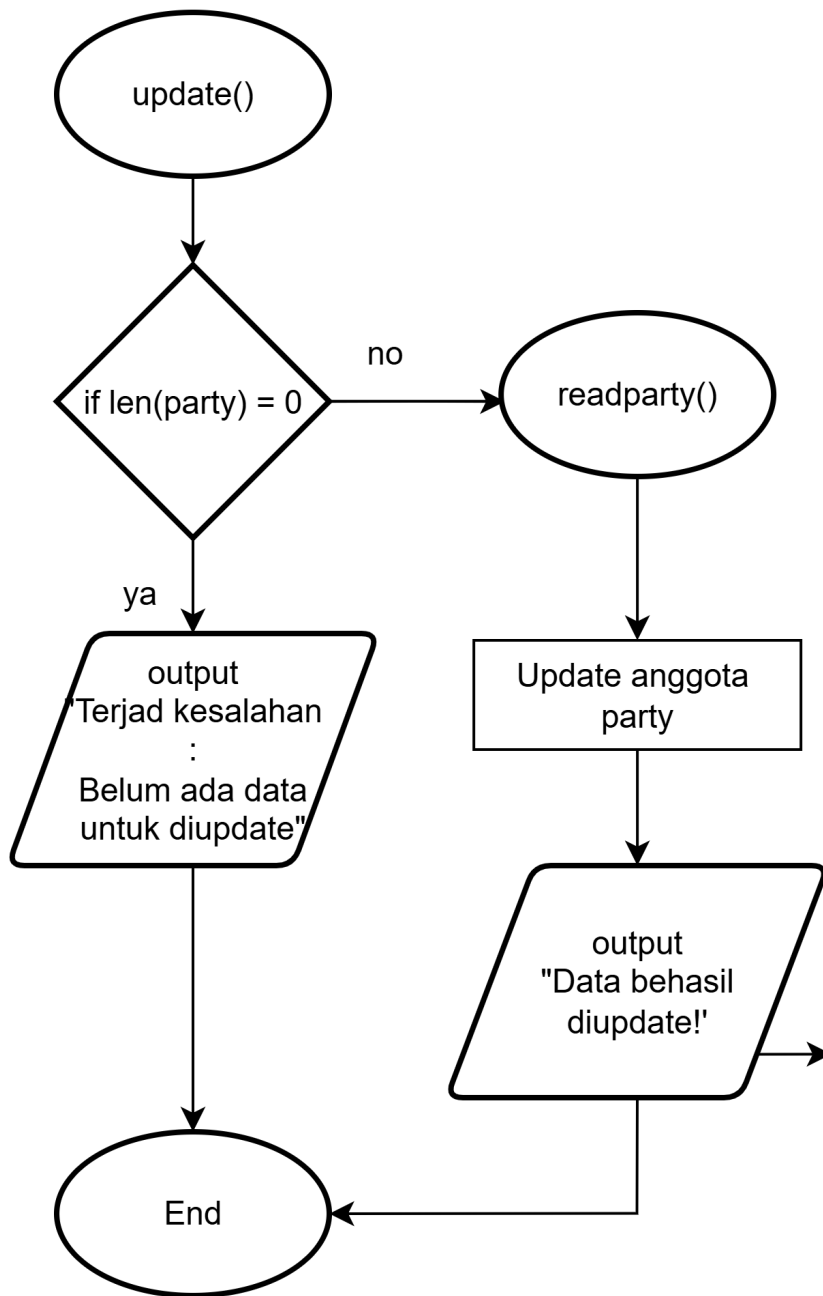 update()
if len(party) = 0
no
readparty()
ya
output
"Terjad kesalahan
:
Belum ada data
untuk diupdate"
Update anggota
party
output
"Data behasil
diupdate!'
End